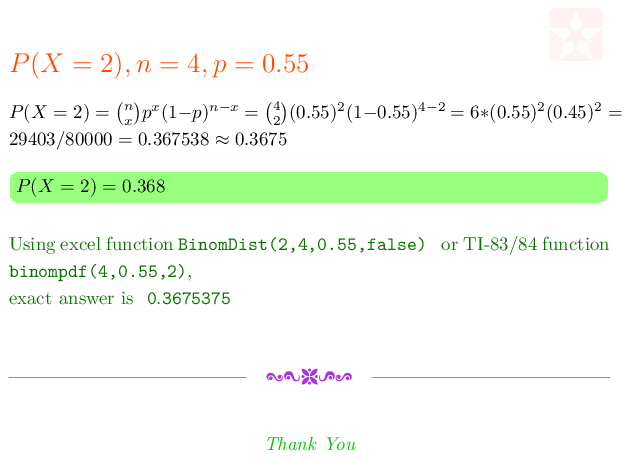 P(X = 2), n = 4, p = 0.55
P(X = 2) = \binom{n}{x} p^x (1−p)^{n−x} = \binom{4}{2} (0.55)^2 (1−0.55)^{4−2} = 6*(0.55)^2 (0.45)^2 =
29403/80000 = 0.367538 ≈ 0.3675
P(X = 2) = 0.368
Using excel function BinomDist(2,4,0.55,false) or TI-83/84 function
binompdf(4,0.55,2),
exact answer is 0.3675375
Thank You